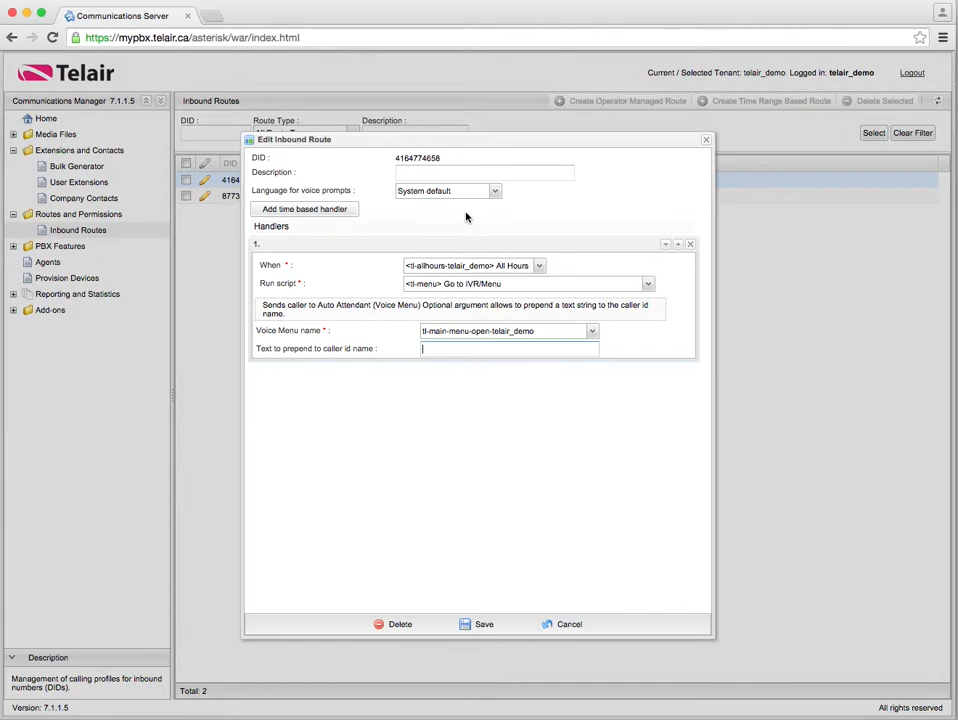 Communications Server
https://mypbx.telair.ca/asterisk/war/index.html
Telair
Current / Selected Tenant: telair_demo Logged in: telair_demo Logout
Communications Manager 7.1.1.5
Inbound Routes
Create Operator Managed Route
Create Time Range Based Route
Delete Selected
Home
Media Files
Extensions and Contacts
Bulk Generator
User Extensions
Company Contacts
Routes and Permissions
Inbound Routes
PBX Features
Agents
Provision Devices
Reporting and Statistics
Add-ons
DID :
Route Type :
Description :
Select
Clear Filter
DID
4164
8773
Edit Inbound Route
DID : 4164774658
Description :
Language for voice prompts : System default
Add time based handler
Handlers
1.
When * : <tl-allhours-telair_demo> All Hours
Run script* : <tl-menu> Go to IVR/Menu
Sends caller to Auto Attendant (Voice Menu) Optional argument allows to prepend a text string to the caller id
name.
Voice Menu name * : tl-main-menu-open-telair_demo
Text to prepend to caller id name :
Delete
Save
Cancel
Description
Management of calling profiles for inbound
numbers (DIDs).
Total: 2
Version: 7.1.1.5
All rights reserved